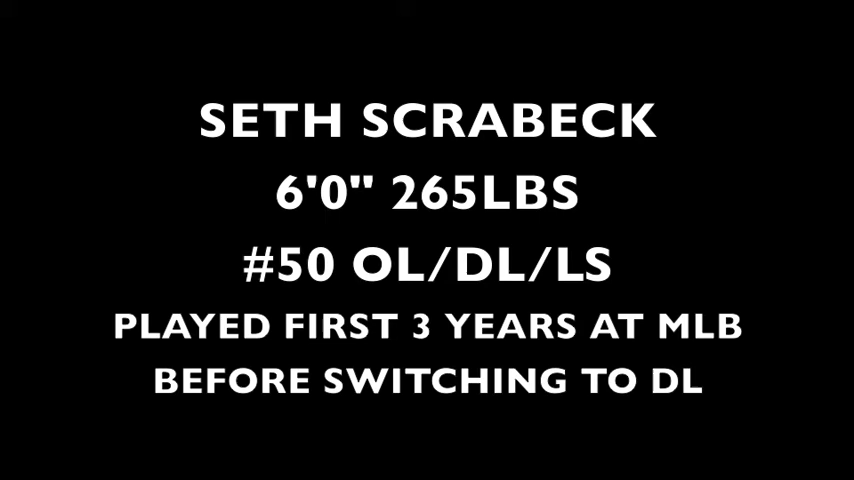 SETH SCRABECK
6'0" 265LBS
#50 OL/DL/LS
PLAYED FIRST 3 YEARS AT MLB
BEFORE SWITCHING TO DL